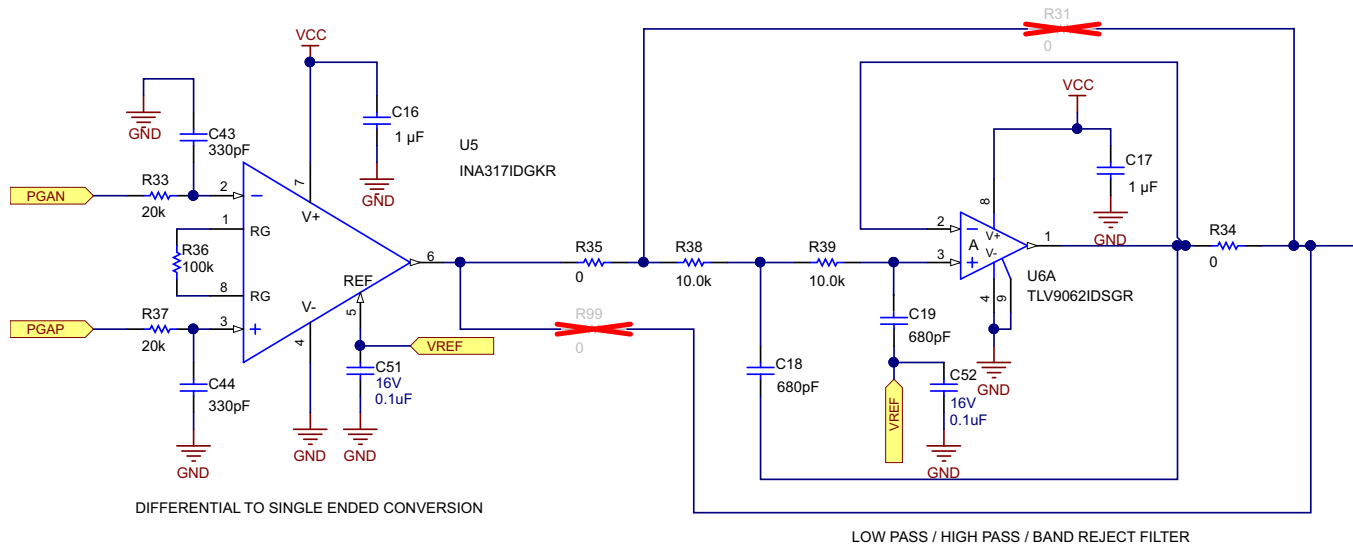 R31
0
VCC
VCC
GND
C43
330pF
C16
1 µF
GND
U5
INA317IDGKR
C17
1 µF
GND
PGAN
R33
20k
2
7
V+
1
RG
R36
100k
8
RG
REF
6
R35
0
R38
10.0k
R39
10.0k
2
3
8
V+
A
V-
1
R34
0
4
9
U6A
TLV9062IDSGR
GND
PGAP
R37
20k
3
V-
4
5
VREF
R99
0
C19
680pF
C44
330pF
C51
16V
0.1uF
C18
680pF
C52
16V
0.1uF
VREF
GND
GND
GND
GND
DIFFERENTIAL TO SINGLE ENDED CONVERSION
LOW PASS / HIGH PASS / BAND REJECT FILTER